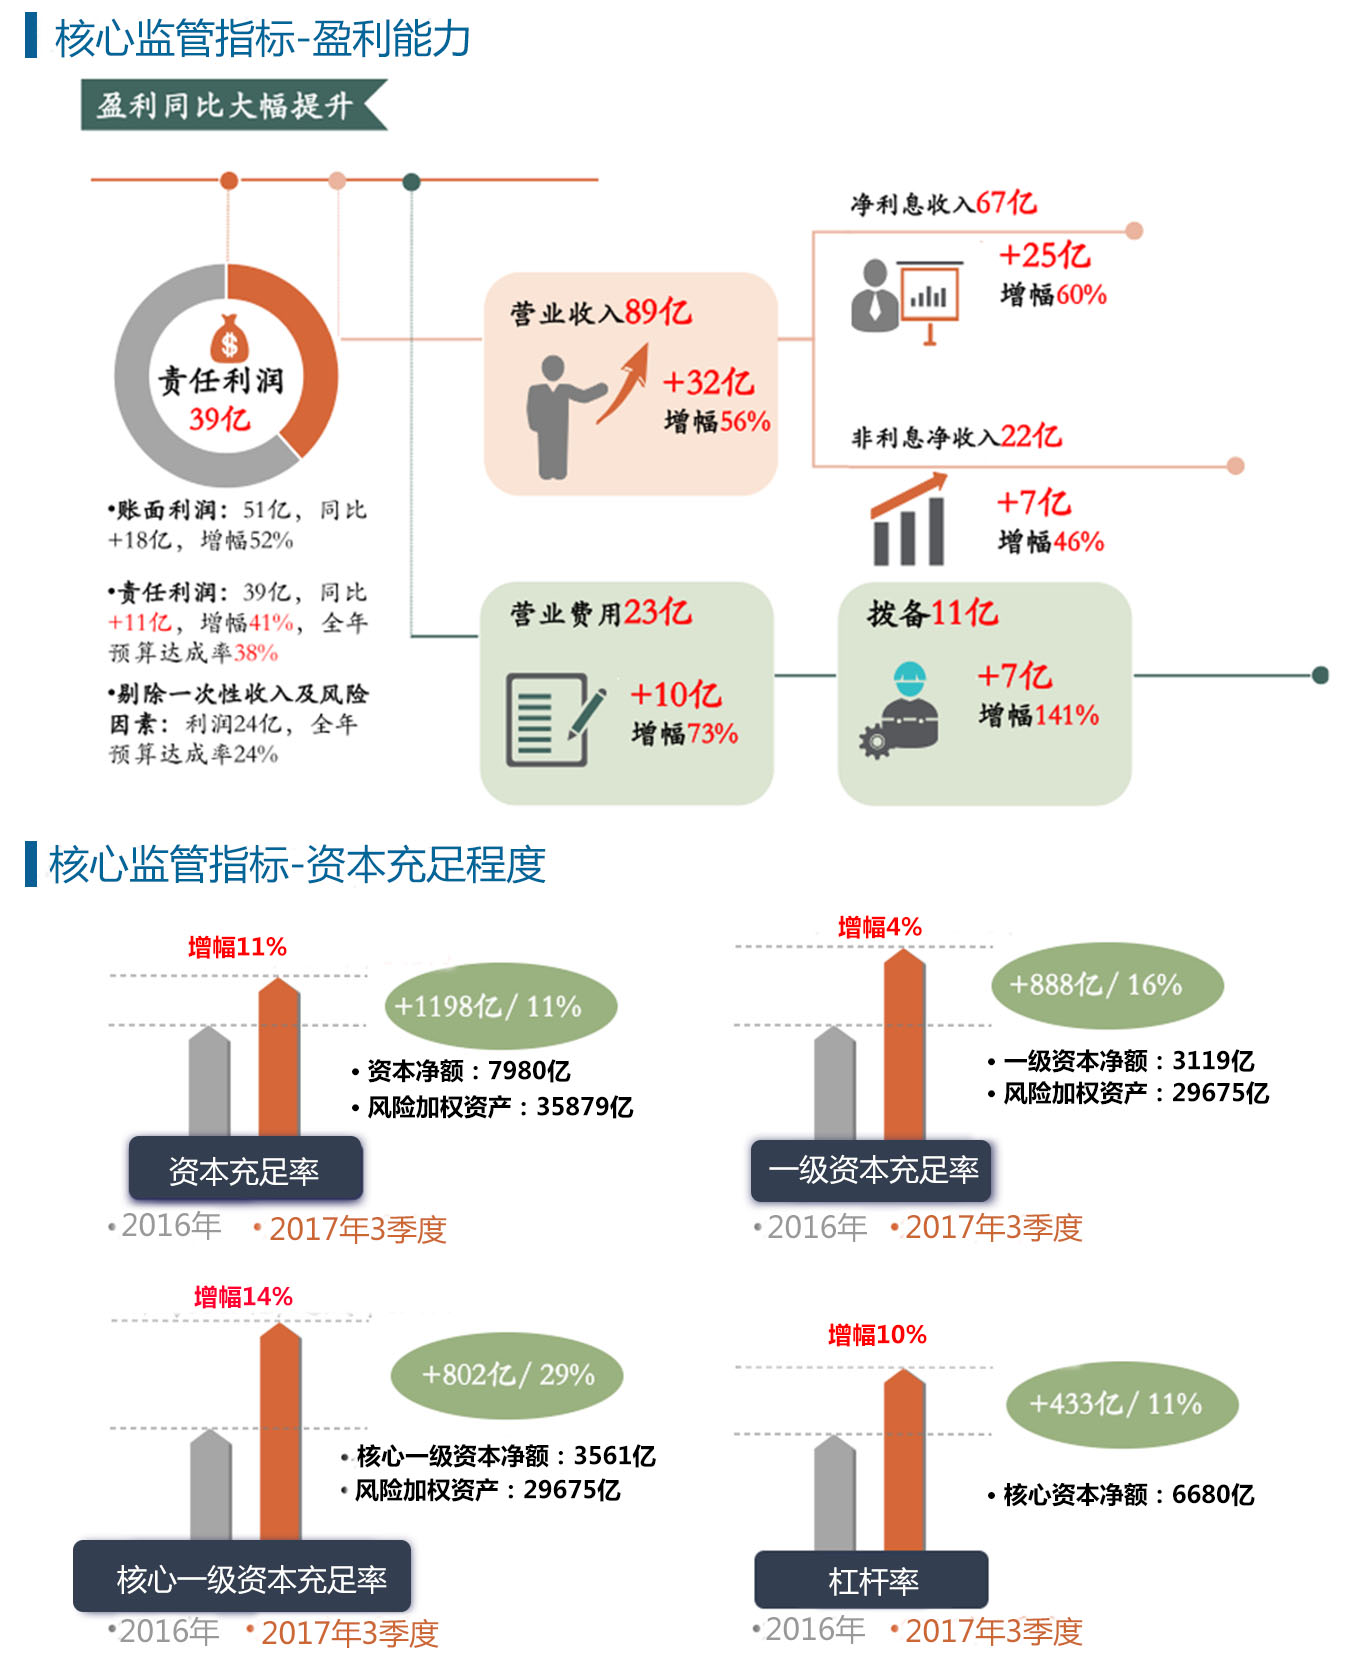 核心监管指标-盈利能力
盈利同比大幅提升
净利息收入67亿
+25亿
增幅60%
营业收入89亿
+32亿
增幅56%
责任利润
39亿
非利息净收入22亿
+7亿
增幅46%
•账面利润：51亿，同比
+18亿，增幅52%
•责任利润：39亿，同比
+11亿，增幅41%，全年
预算达成率38%
•剔除一次性收入及风险
因素：利润24亿，全年
预算达成率24%
营业费用23亿
+10亿
增幅73%
拨备11亿
+7亿
增幅141%
核心监管指标-资本充足程度
增幅11%
+1198亿/ 11%
• 资本净额：7980亿
• 风险加权资产：35879亿
资本充足率
•2016年 •2017年3季度
增幅4%
+888亿/ 16%
• 一级资本净额：3119亿
• 风险加权资产：29675亿
一级资本充足率
•2016年 •2017年3季度
增幅14%
+802亿/ 29%
• 核心一级资本净额：3561亿
• 风险加权资产：29675亿
核心一级资本充足率
•2016年 •2017年3季度
增幅10%
+433亿/ 11%
• 核心资本净额：6680亿
杠杆率
•2016年 •2017年3季度